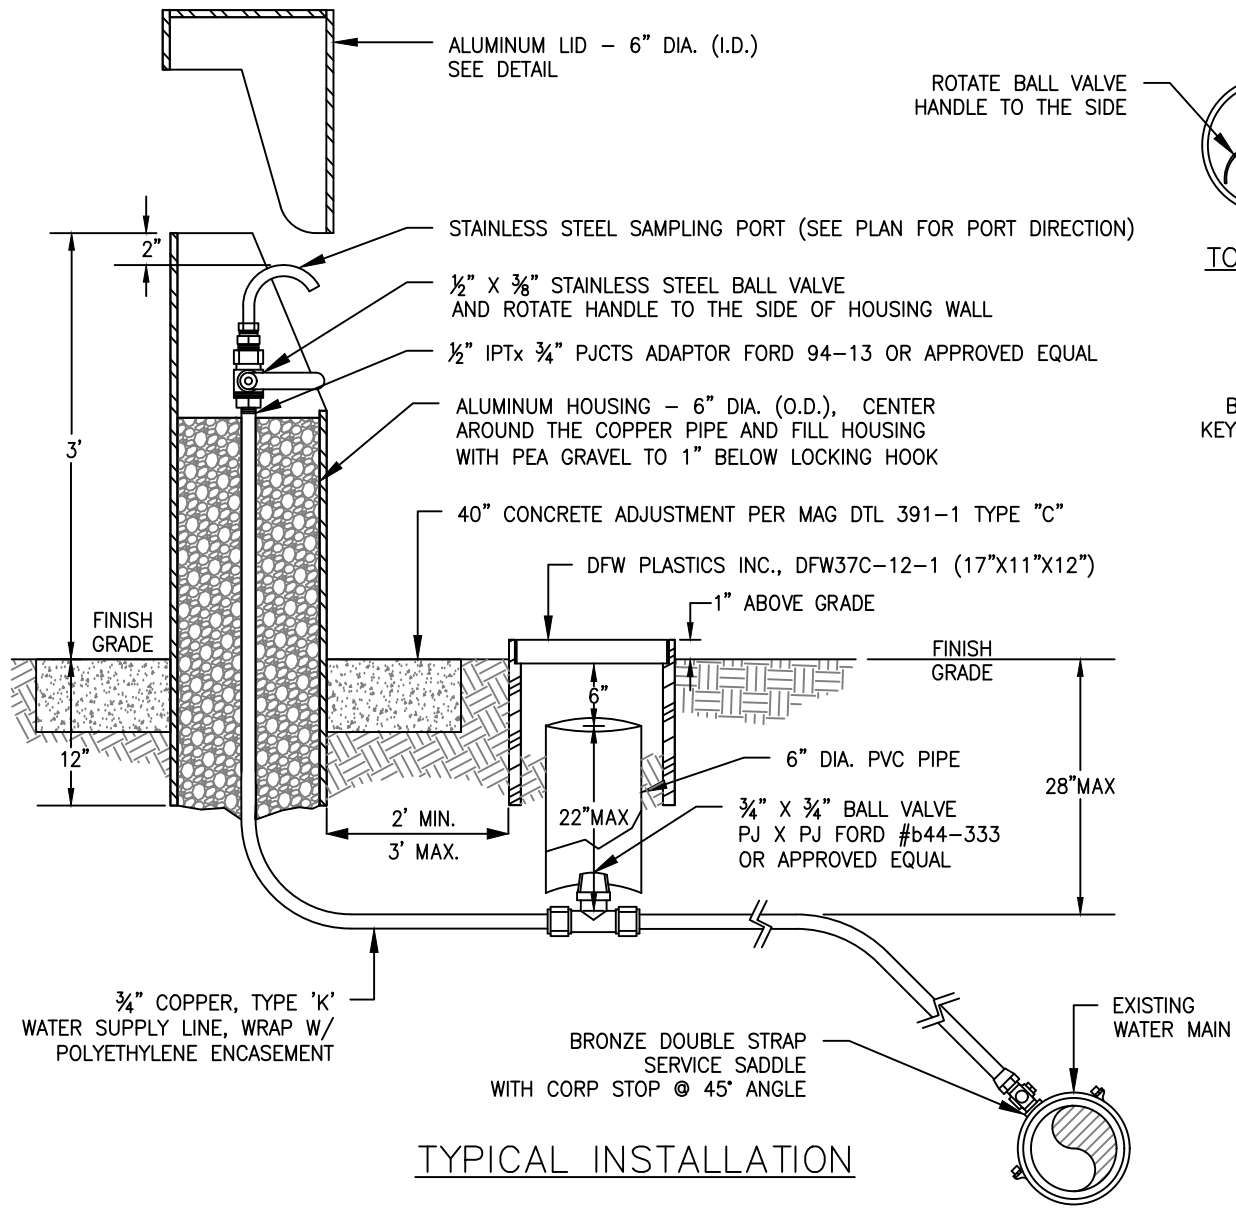 ALUMINUM LID – 6" DIA. (I.D.)
SEE DETAIL
ROTATE BALL VALVE
HANDLE TO THE SIDE
TO
STAINLESS STEEL SAMPLING PORT (SEE PLAN FOR PORT DIRECTION)
2"
½" X ⅜" STAINLESS STEEL BALL VALVE
AND ROTATE HANDLE TO THE SIDE OF HOUSING WALL
½" IPTx ¾" PJCTS ADAPTOR FORD 94-13 OR APPROVED EQUAL
ALUMINUM HOUSING – 6" DIA. (O.D.), CENTER
AROUND THE COPPER PIPE AND FILL HOUSING
WITH PEA GRAVEL TO 1" BELOW LOCKING HOOK
B
KEY
3'
40" CONCRETE ADJUSTMENT PER MAG DTL 391-1 TYPE "C"
DFW PLASTICS INC., DFW37C-12-1 (17"X11"X12")
1" ABOVE GRADE
FINISH
GRADE
FINISH
GRADE
6"
12"
6" DIA. PVC PIPE
28"MAX
22"MAX
2' MIN.
3' MAX.
¾" X ¾" BALL VALVE
PJ X PJ FORD #b44-333
OR APPROVED EQUAL
¾" COPPER, TYPE 'K'
WATER SUPPLY LINE, WRAP W/
POLYETHYLENE ENCASEMENT
EXISTING
WATER MAIN
BRONZE DOUBLE STRAP
SERVICE SADDLE
WITH CORP STOP @ 45° ANGLE
TYPICAL INSTALLATION